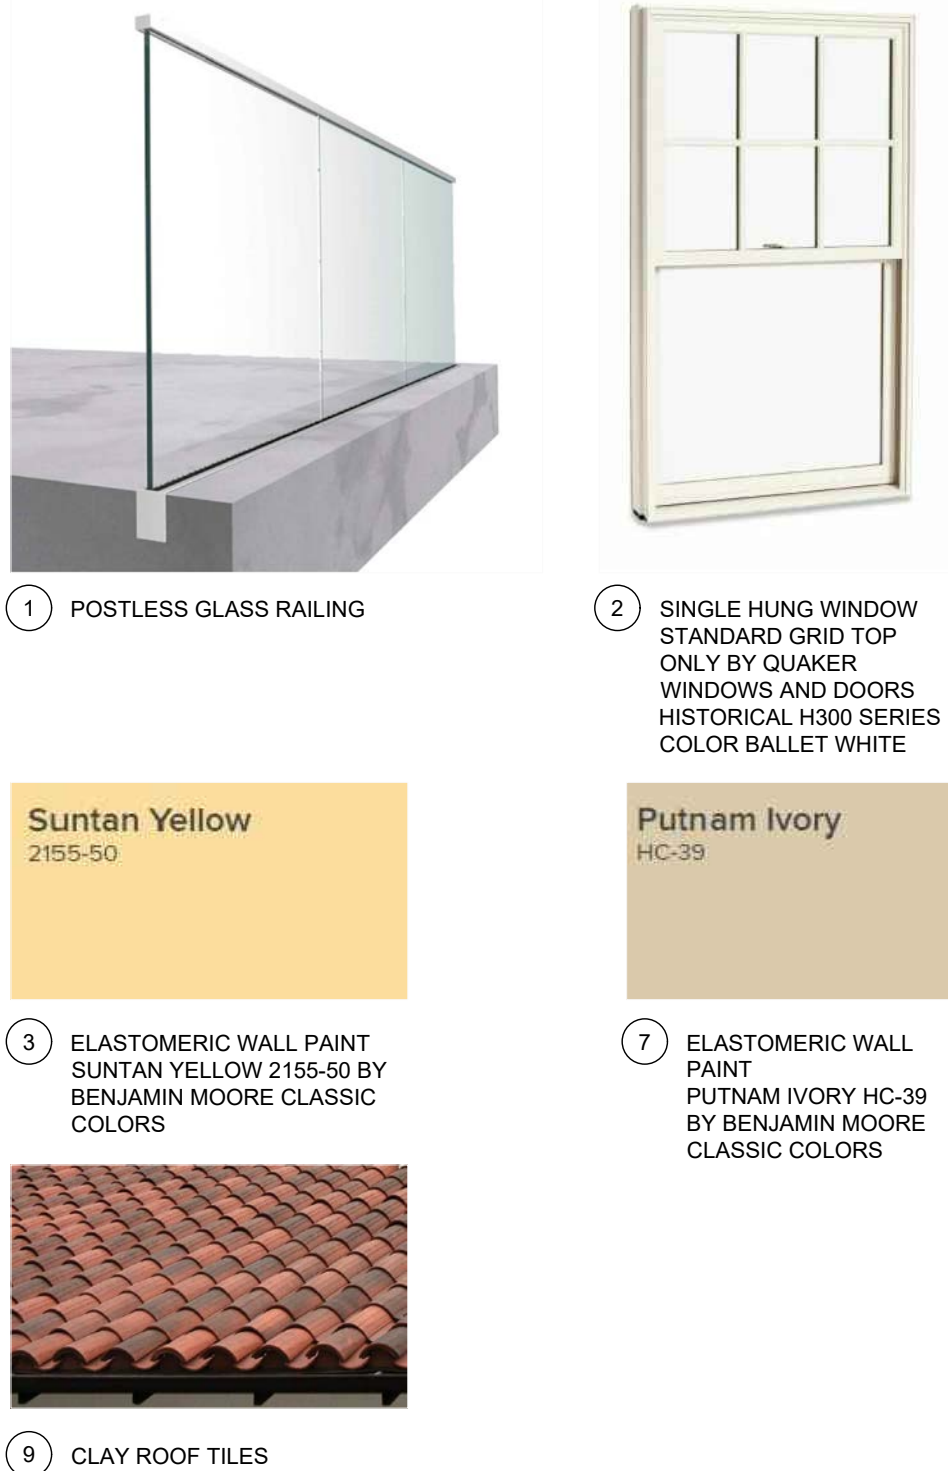 1 POSTLESS GLASS RAILING
2 SINGLE HUNG WINDOW
STANDARD GRID TOP
ONLY BY QUAKER
WINDOWS AND DOORS
HISTORICAL H300 SERIES
COLOR BALLET WHITE
Suntan Yellow
2155-50
Putnam Ivory
HC-39
3 ELASTOMERIC WALL PAINT
SUNTAN YELLOW 2155-50 BY
BENJAMIN MOORE CLASSIC
COLORS
7 ELASTOMERIC WALL
PAINT
PUTNAM IVORY HC-39
BY BENJAMIN MOORE
CLASSIC COLORS
9 CLAY ROOF TILES